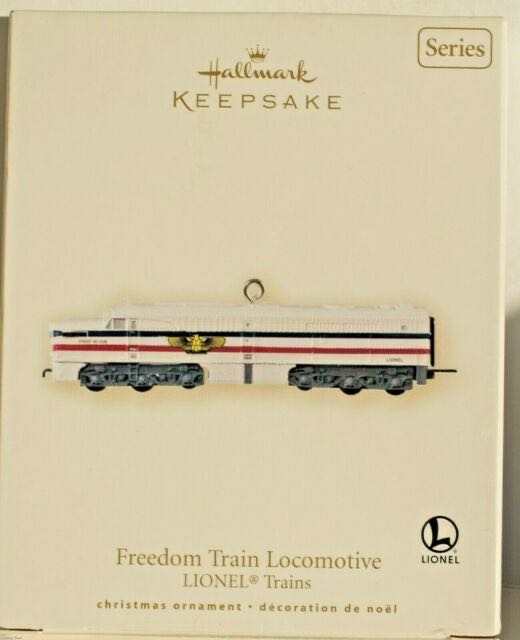 Series
Hallmark
KEEPSAKE
LIONEL
L
LIONEL
Freedom Train Locomotive
LIONEL® Trains
christmas ornament • décoration de noël